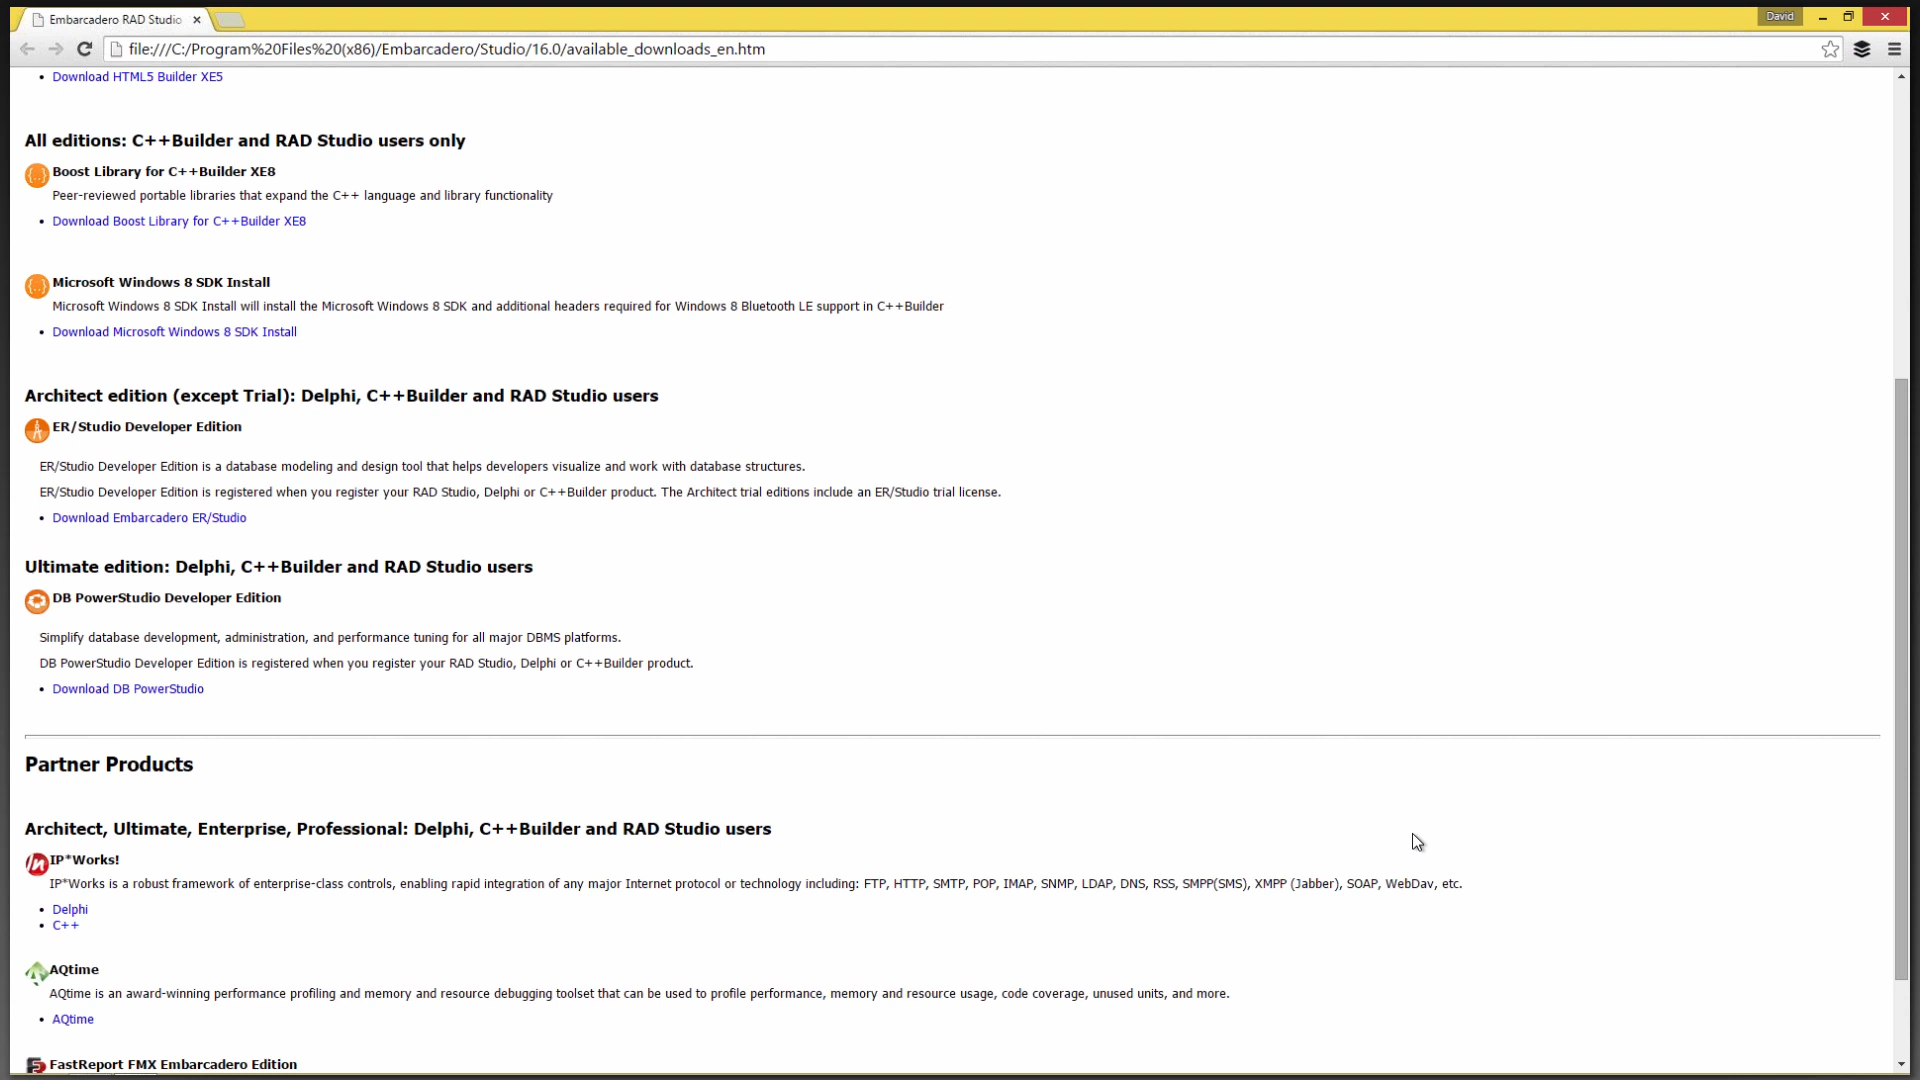 Embarcadero RAD Studio
David
file:///C:/Program%20Files%20(x86)/Embarcadero/Studio/16.0/available_downloads_en.htm
• Download HTML5 Builder XE5
All editions: C++Builder and RAD Studio users only
Boost Library for C++Builder XE8
Peer-reviewed portable libraries that expand the C++ language and library functionality
• Download Boost Library for C++Builder XE8
Microsoft Windows 8 SDK Install
Microsoft Windows 8 SDK Install will install the Microsoft Windows 8 SDK and additional headers required for Windows 8 Bluetooth LE support in C++Builder
• Download Microsoft Windows 8 SDK Install
Architect edition (except Trial): Delphi, C++Builder and RAD Studio users
ER/Studio Developer Edition
ER/Studio Developer Edition is a database modeling and design tool that helps developers visualize and work with database structures.
ER/Studio Developer Edition is registered when you register your RAD Studio, Delphi or C++Builder product. The Architect trial editions include an ER/Studio trial license.
• Download Embarcadero ER/Studio
Ultimate edition: Delphi, C++Builder and RAD Studio users
DB PowerStudio Developer Edition
Simplify database development, administration, and performance tuning for all major DBMS platforms.
DB PowerStudio Developer Edition is registered when you register your RAD Studio, Delphi or C++Builder product.
• Download DB PowerStudio
Partner Products
Architect, Ultimate, Enterprise, Professional: Delphi, C++Builder and RAD Studio users
IP*Works!
IP*Works is a robust framework of enterprise-class controls, enabling rapid integration of any major Internet protocol or technology including: FTP, HTTP, SMTP, POP, IMAP, SNMP, LDAP, DNS, RSS, SMPP(SMS), XMPP (Jabber), SOAP, WebDav, etc.
• Delphi
• C++
AQtime
AQtime is an award-winning performance profiling and memory and resource debugging toolset that can be used to profile performance, memory and resource usage, code coverage, unused units, and more.
• AQtime
FastReport FMX Embarcadero Edition